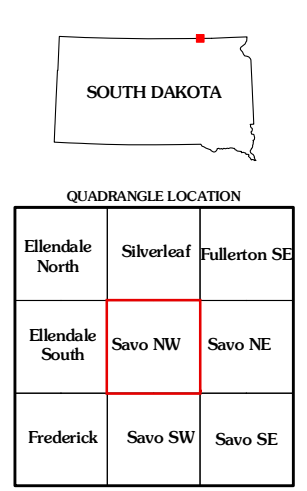 SOUTH DAKOTA
QUADRANGLE LOCATION
Ellendale
North
Silverleaf
Fullerton SE
Ellendale
South
Savo NW
Savo NE
Frederick
Savo SW
Savo SE